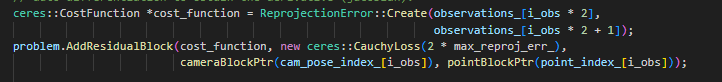 ceres::CostFunction *cost_function = ReprojectionError::Create(observations_[i_obs * 2],
observations_[i_obs * 2 + 1]);
problem.AddResidualBlock(cost_function, new ceres::CauchyLoss(2 * max_reproj_err_),
cameraBlockPtr(cam_pose_index_[i_obs]), pointBlockPtr(point_index_[i_obs]));